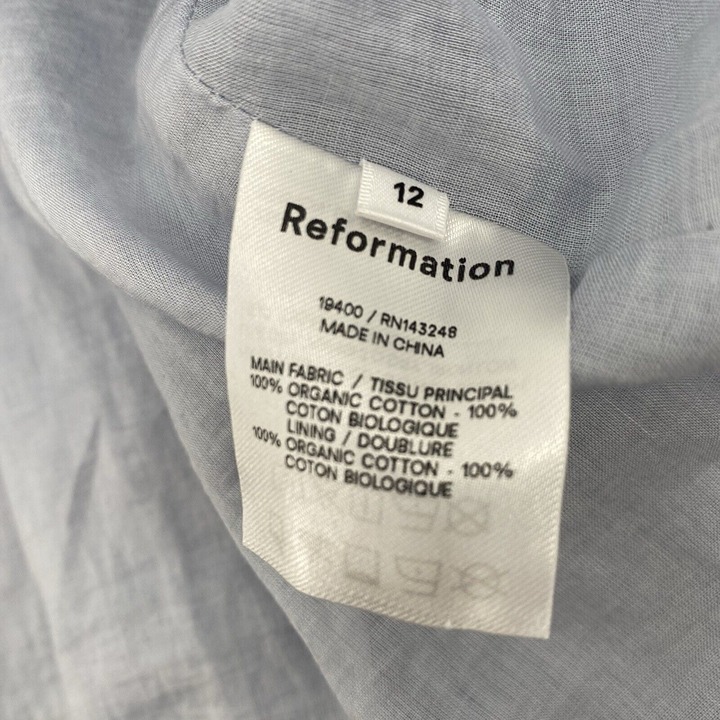 12
Reformation
19400 / RN143248
MADE IN CHINA
MAIN FABRIC / TISSU PRINCIPAL
100% ORGANIC COTTON - 100%
COTON BIOLOGIQUE
LINING / DOUBLURE
100% ORGANIC COTTON - 100%
COTON BIOLOGIQUE